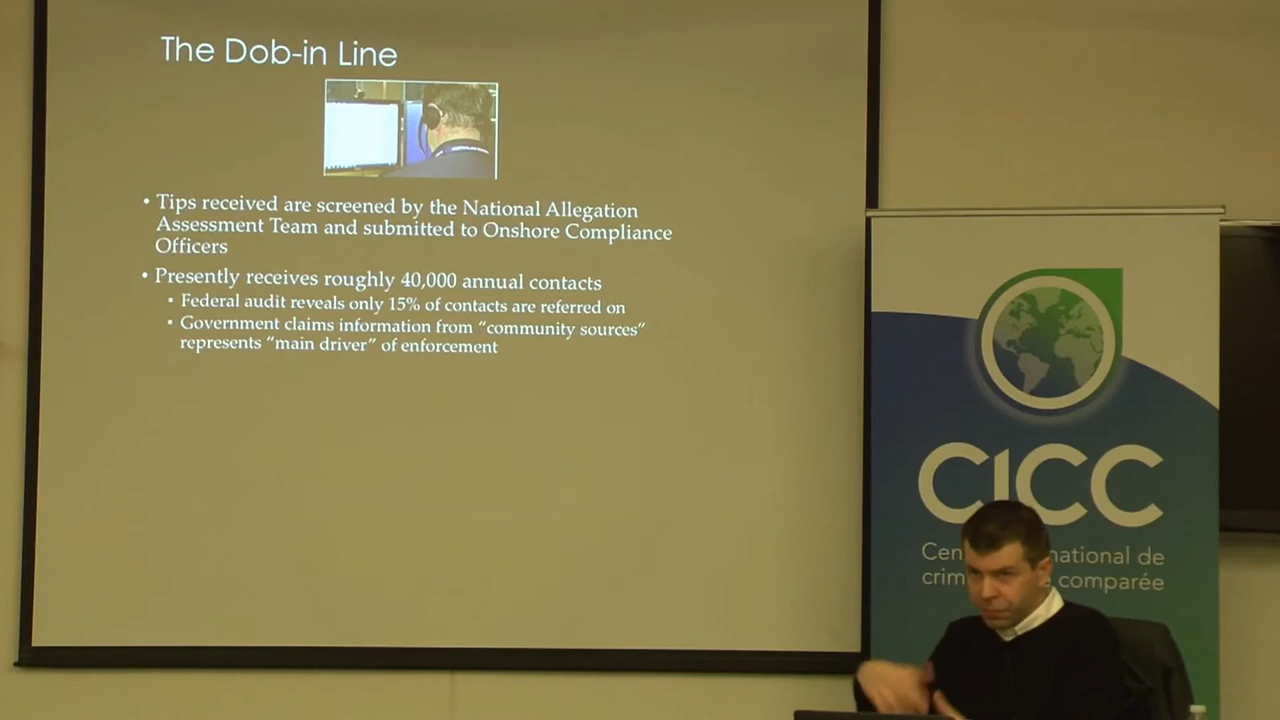 The Dob-in Line
• Tips received are screened by the National Allegation
Assessment Team and submitted to Onshore Compliance
Officers
• Presently receives roughly 40,000 annual contacts
• Federal audit reveals only 15% of contacts are referred on
• Government claims information from “community sources”
represents “main driver” of enforcement
CICC
Cen national de
crim comparée